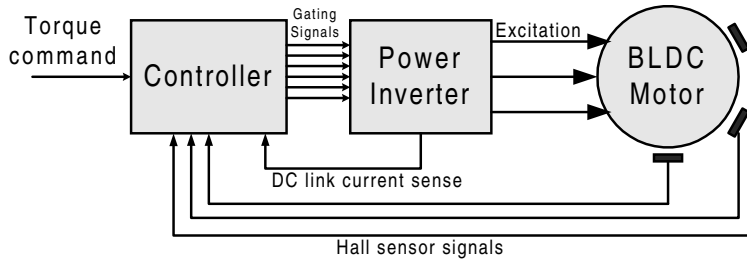 Torque
command
Controller
Gating
Signals
Power
Inverter
Excitation
BLDC
Motor
DC link current sense
Hall sensor signals